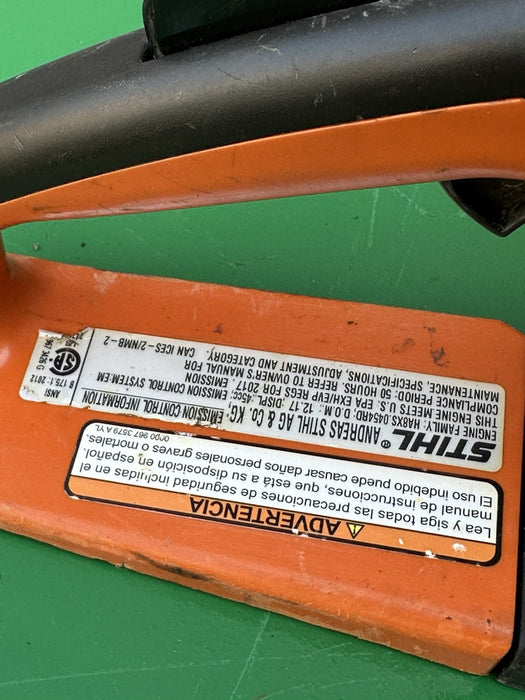 ⚠ADVERTENCIA
Lea y siga todas las precauciones de seguridad incluidas en el
manual de instrucciones, que está a su disposición en español.
El uso indebido puede causar daños personales graves o mortales.
0000 967 3579 A YL
STIHL® ANDREAS STIHL AG & Co. KG
EMISSION CONTROL INFORMATION
ENGINE FAMILY: HA8XS.0454BD D.O.M. 12. 17 DISPL. 45cc. EMISSION CONTROL SYSTEM:EM
THIS ENGINE MEETS U.S. EPA EXH/EVP REGS FOR 2017. EMISSION
COMPLIANCE PERIOD: 50 HOURS. REFER TO OWNER'S MANUAL FOR
MAINTENANCE, SPECIFICATIONS, ADJUSTMENT AND CATEGORY.
CAN ICES-2/NMB-2
967 3426 G
ANSI
B 175.1:2012